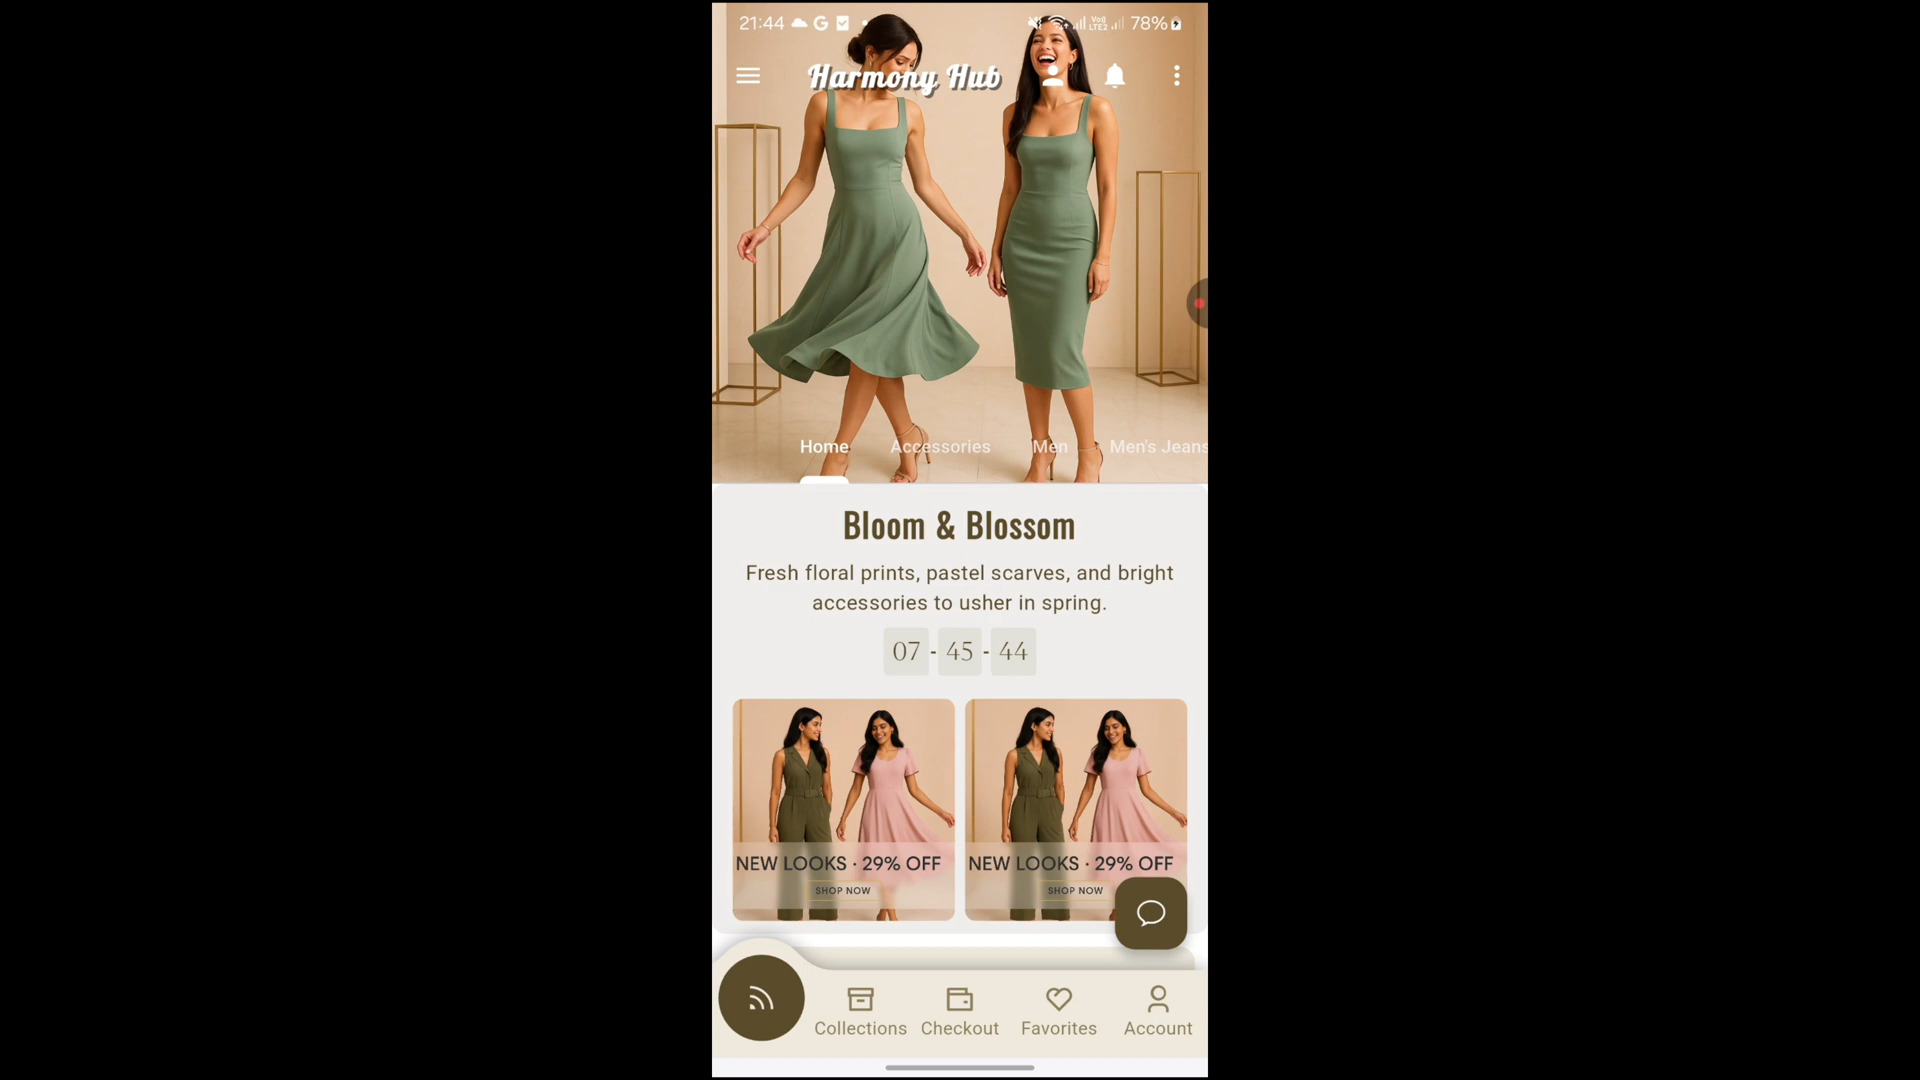 21:44 G Vo)) LTE2 78%
Harmony Hub
Home Accessories Men Men's Jeans
Bloom & Blossom
Fresh floral prints, pastel scarves, and bright
accessories to usher in spring.
07 - 45 - 44
NEW LOOKS · 29% OFF
SHOP NOW
NEW LOOKS · 29% OFF
SHOP NOW
Collections Checkout Favorites Account